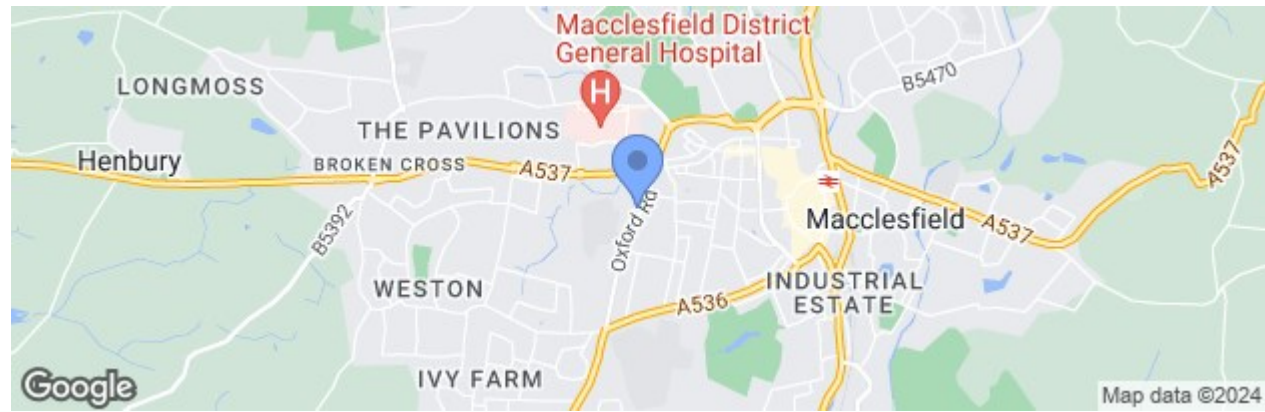 Macclesfield District
General Hospital
H
LONGMOSS
B5470
THE PAVILIONS
Henbury
BROKEN CROSS
A537
A537
Oxford Rd
B5392
Macclesfield
A537
WESTON
INDUSTRIAL
ESTATE
A536
IVY FARM
Google
Map data ©2024